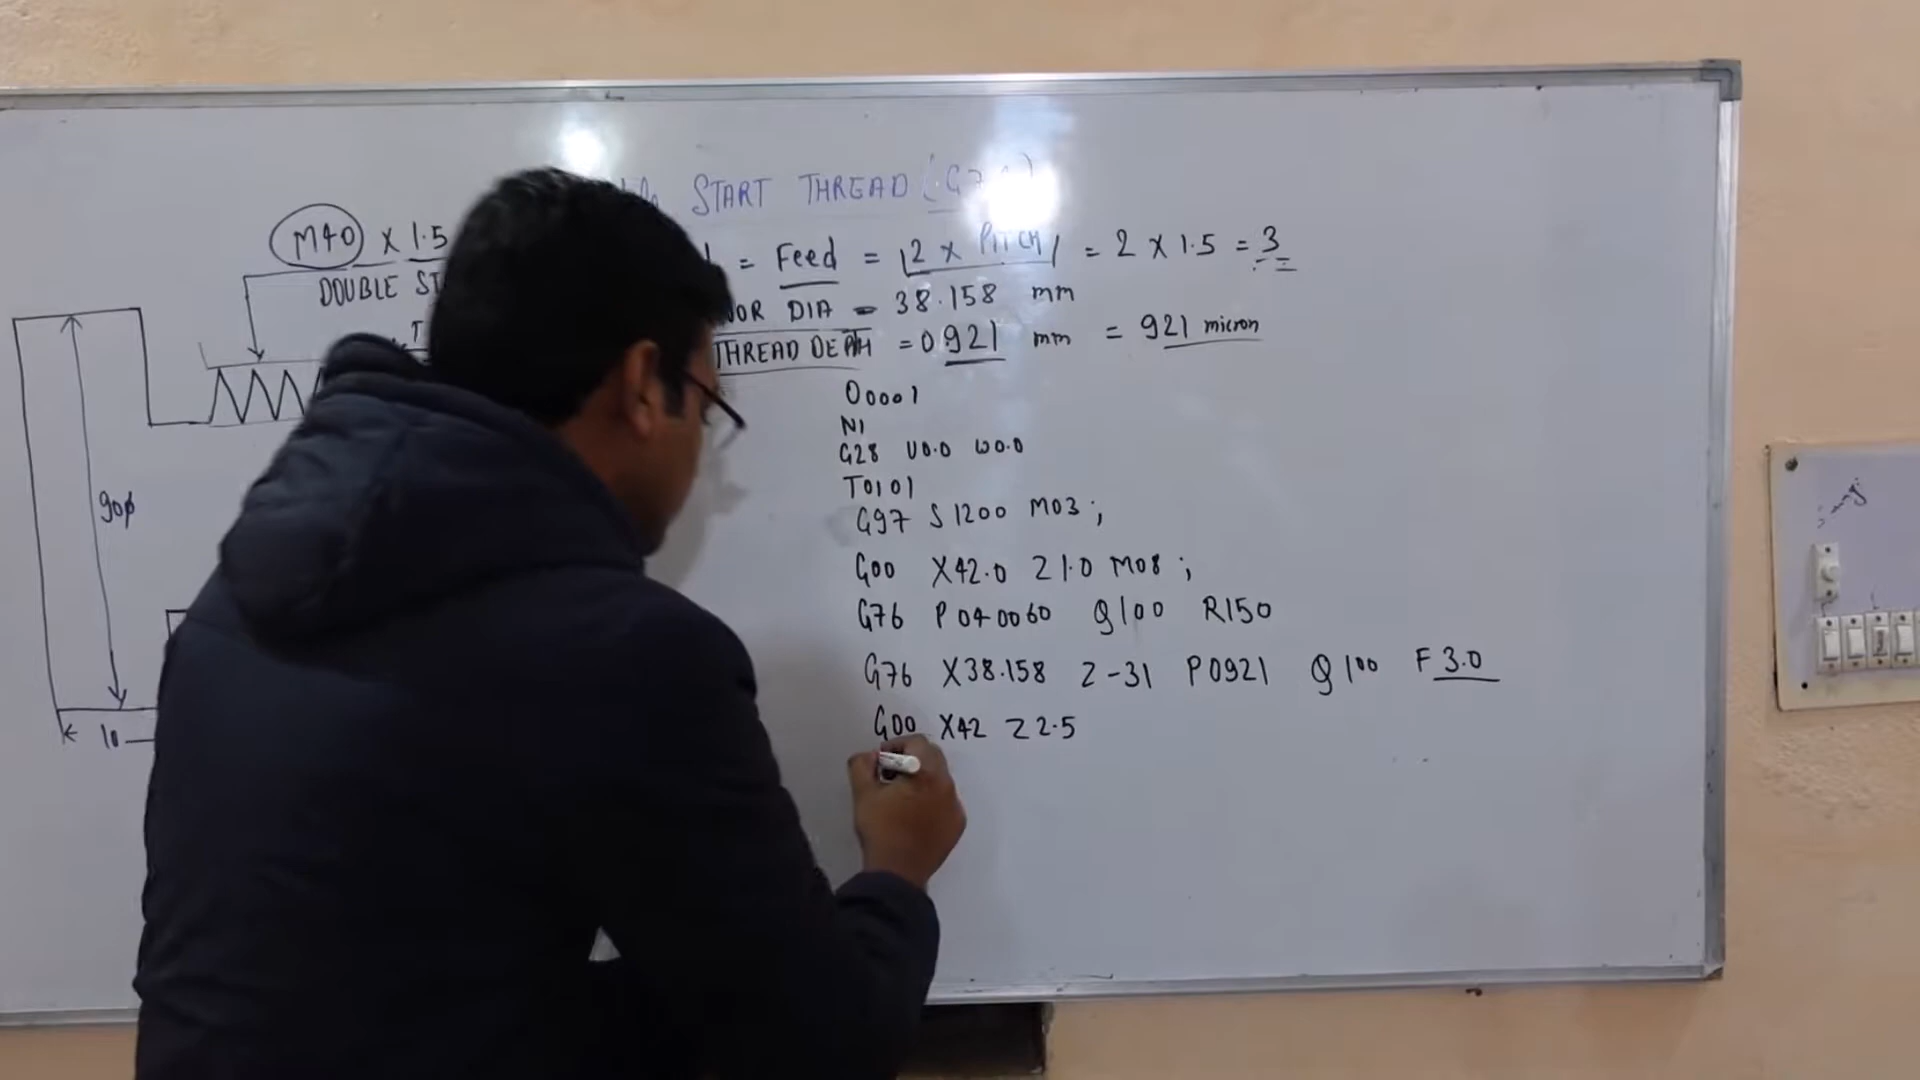 START THREAD (G76)
M40 X 1.5
DOUBLE ST
= Feed = 2 X PITCH = 2 X 1.5 = 3
DIA - 38.158 mm
THREAD DEPTH = 0.921 mm = 921 micron
O0001
N1
G28 U0.0 W0.0
T0101
G97 S1200 M03 ;
G00 X42.0 Z1.0 M08 ;
G76 P040060 Q100 R150
G76 X38.158 Z-31 P0921 Q100 F3.0
G00 X42 Z2.5
90ϕ
10